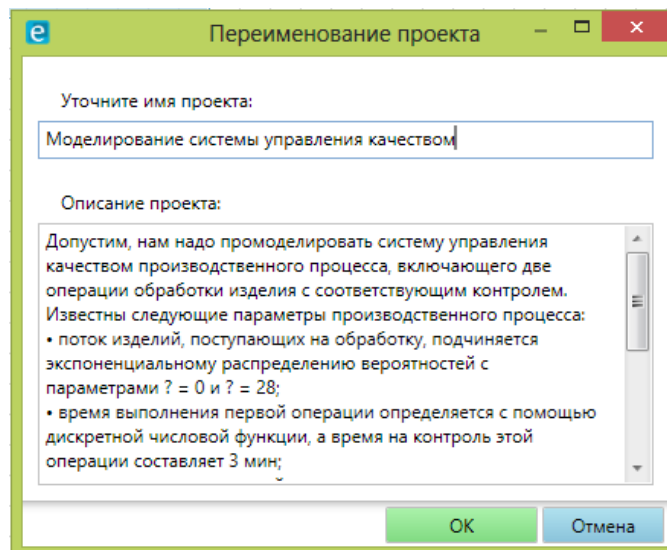 e
Переименование проекта
Уточните имя проекта:
Моделирование системы управления качеством
Описание проекта:
Допустим, нам надо промоделировать систему управления
качеством производственного процесса, включающего две
операции обработки изделия с соответствующим контролем.
Известны следующие параметры производственного процесса:
• поток изделий, поступающих на обработку, подчиняется
экспоненциальному распределению вероятностей с
параметрами ? = 0 и ? = 28;
• время выполнения первой операции определяется с помощью
дискретной числовой функции, а время на контроль этой
операции составляет 3 мин;
OK
Отмена